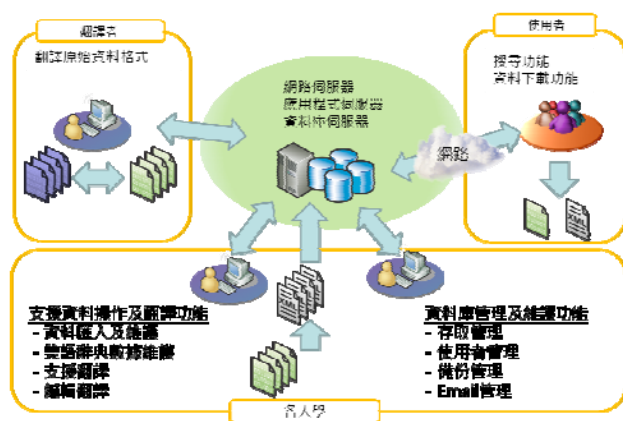 翻譯者
翻譯原始資料格式
使用者
搜尋功能
資料下載功能
網路伺服器
應用程式伺服器
資料庫伺服器
網路
XML
XML
支援資料操作及翻譯功能
- 資料匯入及維護
- 雙語辭典數據維護
- 支援翻譯
- 編輯翻譯
資料庫管理及維護功能
- 存取管理
- 使用者管理
- 備份管理
- Email管理
名人學